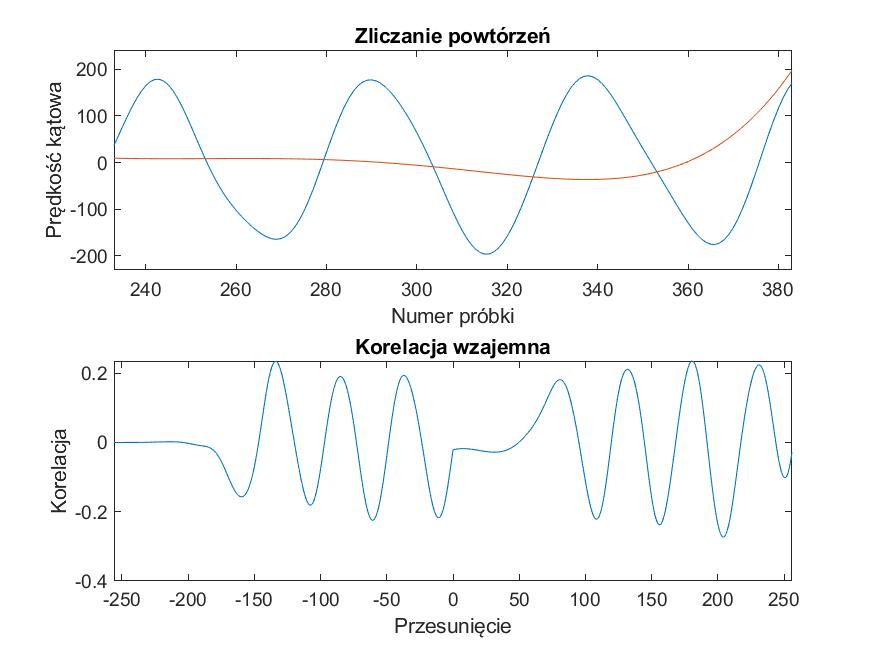 Zliczanie powtórzeń
Prędkość kątowa
200
100
0
-100
-200
240 260 280 300 320 340 360 380
Numer próbki
Korelacja wzajemna
Korelacja
0.2
0
-0.2
-0.4
-250 -200 -150 -100 -50 0 50 100 150 200 250
Przesunięcie